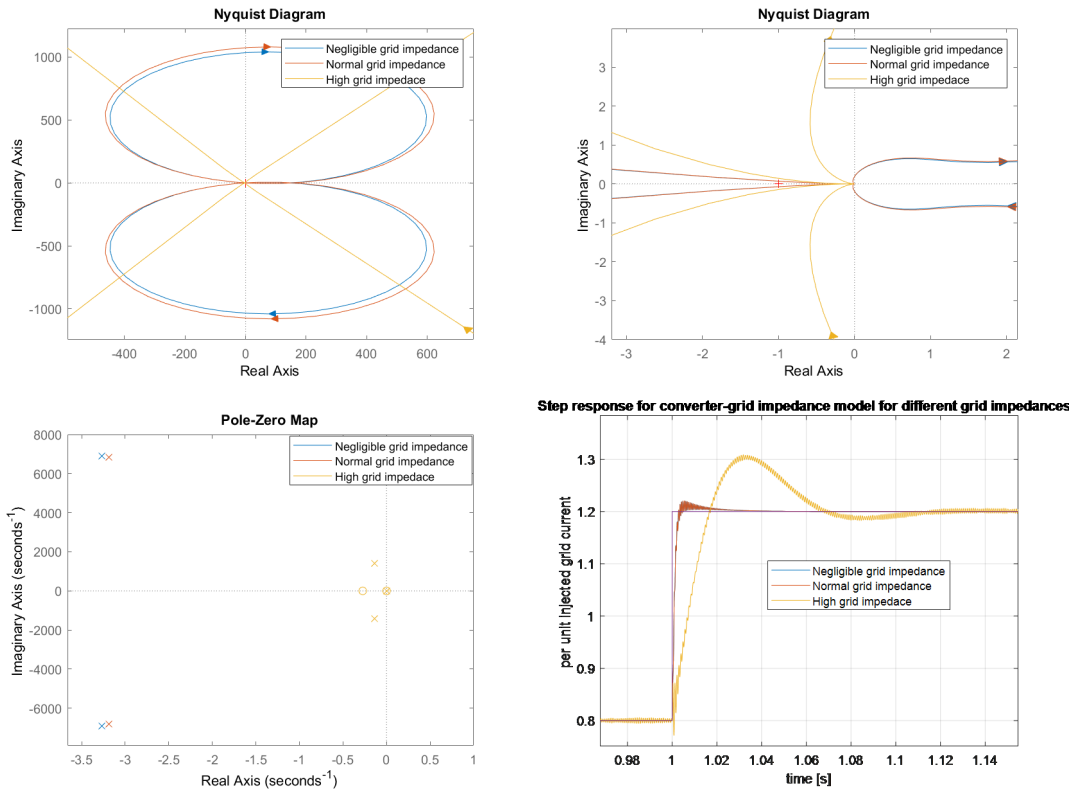 Nyquist Diagram
Negligible grid impedance
Normal grid impedance
High grid impedace
1000
500
0
-500
-1000
Imaginary Axis
-400 -200 0 200 400 600
Real Axis
Nyquist Diagram
Negligible grid impedance
Normal grid impedance
High grid impedace
3
2
1
0
-1
-2
-3
-4
Imaginary Axis
-3 -2 -1 0 1 2
Real Axis
Pole-Zero Map
Negligible grid impedance
Normal grid impedance
High grid impedace
8000
6000
4000
2000
0
-2000
-4000
-6000
Imaginary Axis (seconds⁻¹)
-3.5 -3 -2.5 -2 -1.5 -1 -0.5 0 0.5 1
Real Axis (seconds⁻¹)
Step response for converter-grid impedance model for different grid impedances
1.3
1.2
1.1
1
0.9
0.8
per unit Injected grid current
Negligible grid impedance
Normal grid impedance
High grid impedace
0.98 1 1.02 1.04 1.06 1.08 1.1 1.12 1.14
time [s]